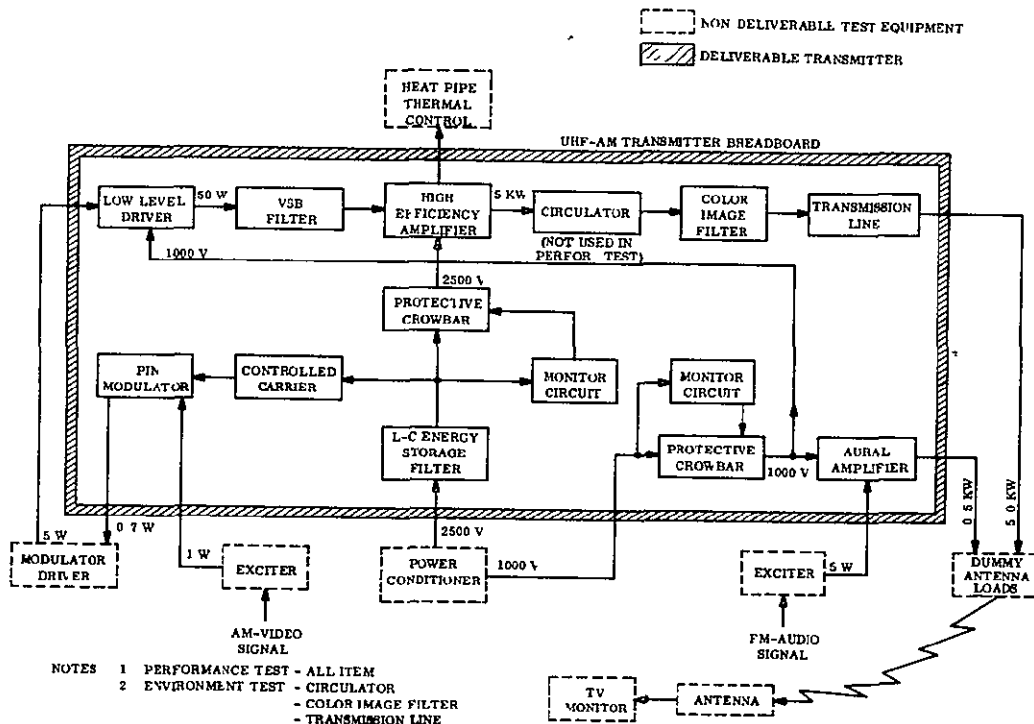 NON DELIVERABLE TEST EQUIPMENT
DELIVERABLE TRANSMITTER
HEAT PIPE
THERMAL
CONTROL
UHF-AM TRANSMITTER BREADBOARD
LOW LEVEL
DRIVER
50 W
VSB
FILTER
HIGH
EFFICIENCY
AMPLIFIER
5 KW
CIRCULATOR
(NOT USED IN
PERFOR TEST)
COLOR
IMAGE
FILTER
TRANSMISSION
LINE
1000 V
2500 V
PROTECTIVE
CROWBAR
PIN
MODULATOR
CONTROLLED
CARRIER
MONITOR
CIRCUIT
MONITOR
CIRCUIT
L-C ENERGY
STORAGE
FILTER
PROTECTIVE
CROWBAR
1000 V
AURAL
AMPLIFIER
5 W
0 7 W
1 W
2500 V
1000 V
5 W
0 5 KW
5 0 KW
MODULATOR
DRIVER
EXCITER
POWER
CONDITIONER
EXCITER
DUMMY
ANTENNA
LOADS
AM-VIDEO
SIGNAL
FM-AUDIO
SIGNAL
NOTES 1 PERFORMANCE TEST - ALL ITEM
2 ENVIRONMENT TEST - CIRCULATOR
- COLOR IMAGE FILTER
- TRANSMISSION LINE
TV
MONITOR
ANTENNA